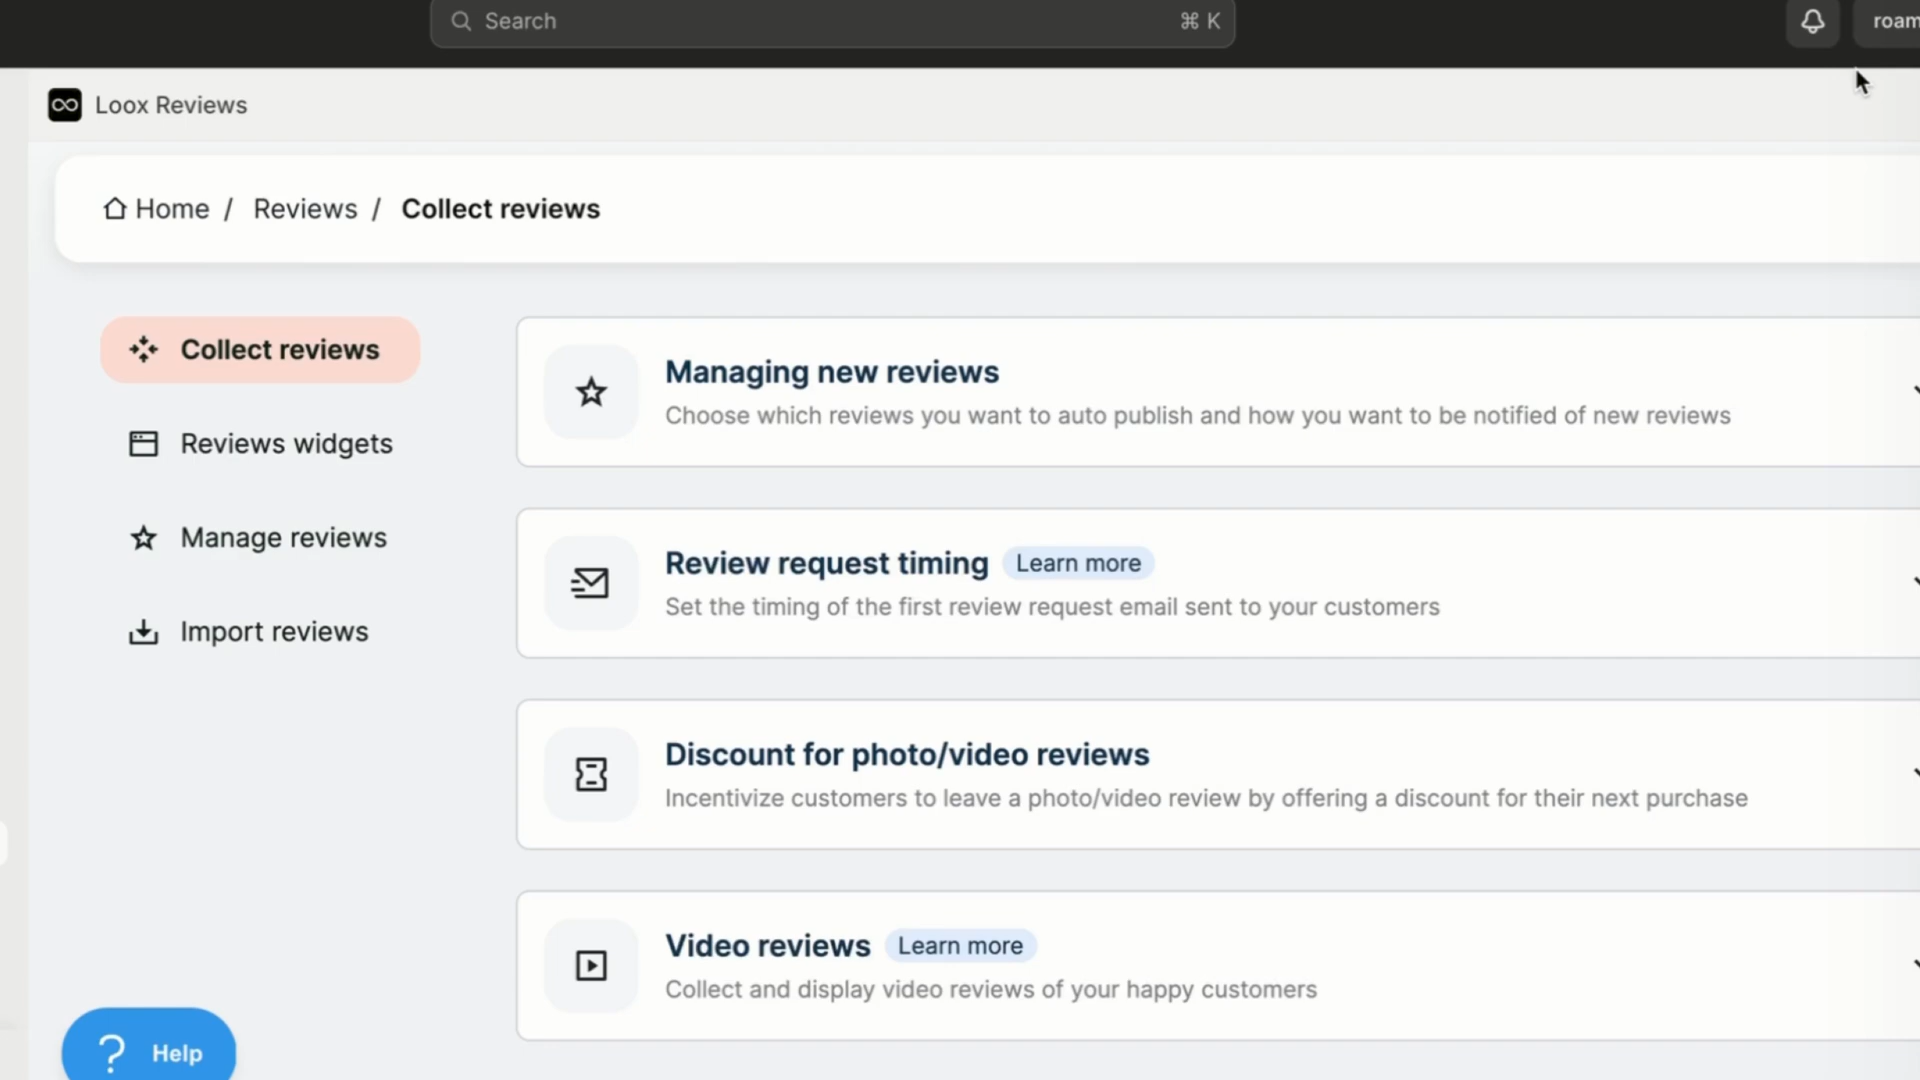 Search
⌘ K
roam
Loox Reviews
Home / Reviews / Collect reviews
Collect reviews
Reviews widgets
Manage reviews
Import reviews
Managing new reviews
Choose which reviews you want to auto publish and how you want to be notified of new reviews
Review request timing Learn more
Set the timing of the first review request email sent to your customers
Discount for photo/video reviews
Incentivize customers to leave a photo/video review by offering a discount for their next purchase
Video reviews Learn more
Collect and display video reviews of your happy customers
? Help